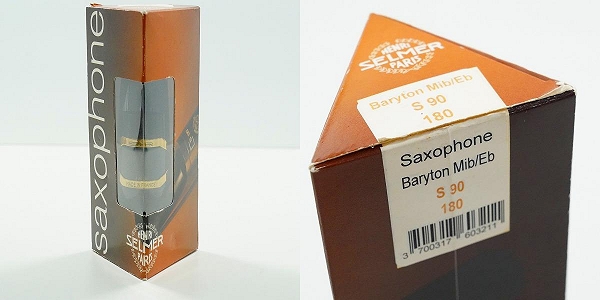 saxophone
HENRI
SELMER
PARIS
HENRI
SELMER
PARIS
Baryton Mib/Eb
S 90
180
Saxophone
Baryton Mib/Eb
S 90
180
3 700317 603211